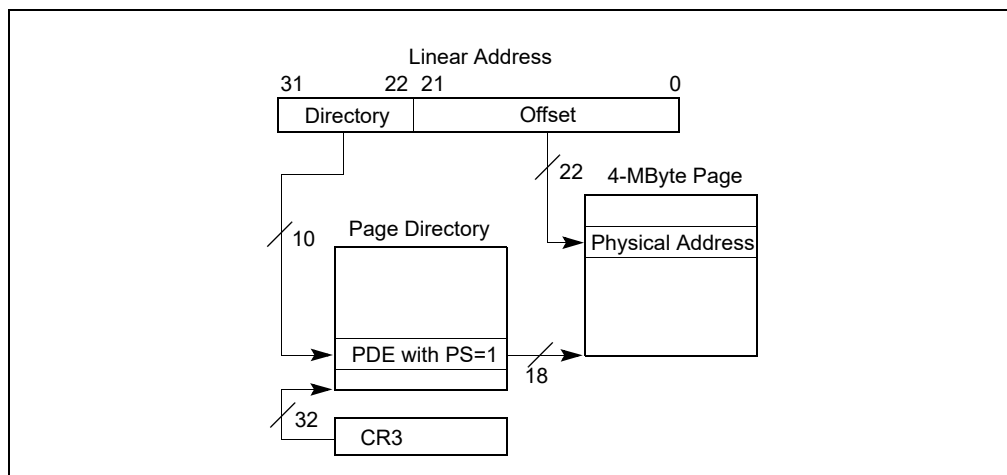 Linear Address
31 22 21 0
Directory Offset
22
4-MByte Page
Physical Address
10
Page Directory
PDE with PS=1
18
32
CR3